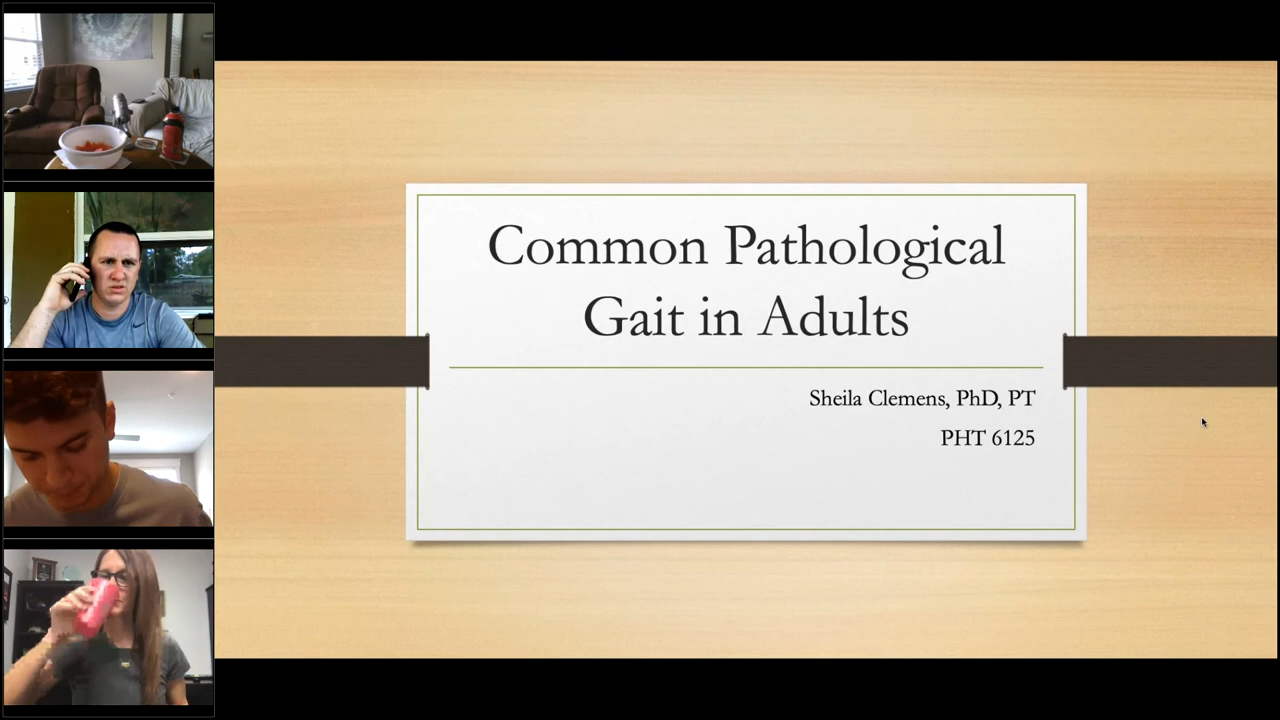 Common Pathological
Gait in Adults
Sheila Clemens, PhD, PT
PHT 6125